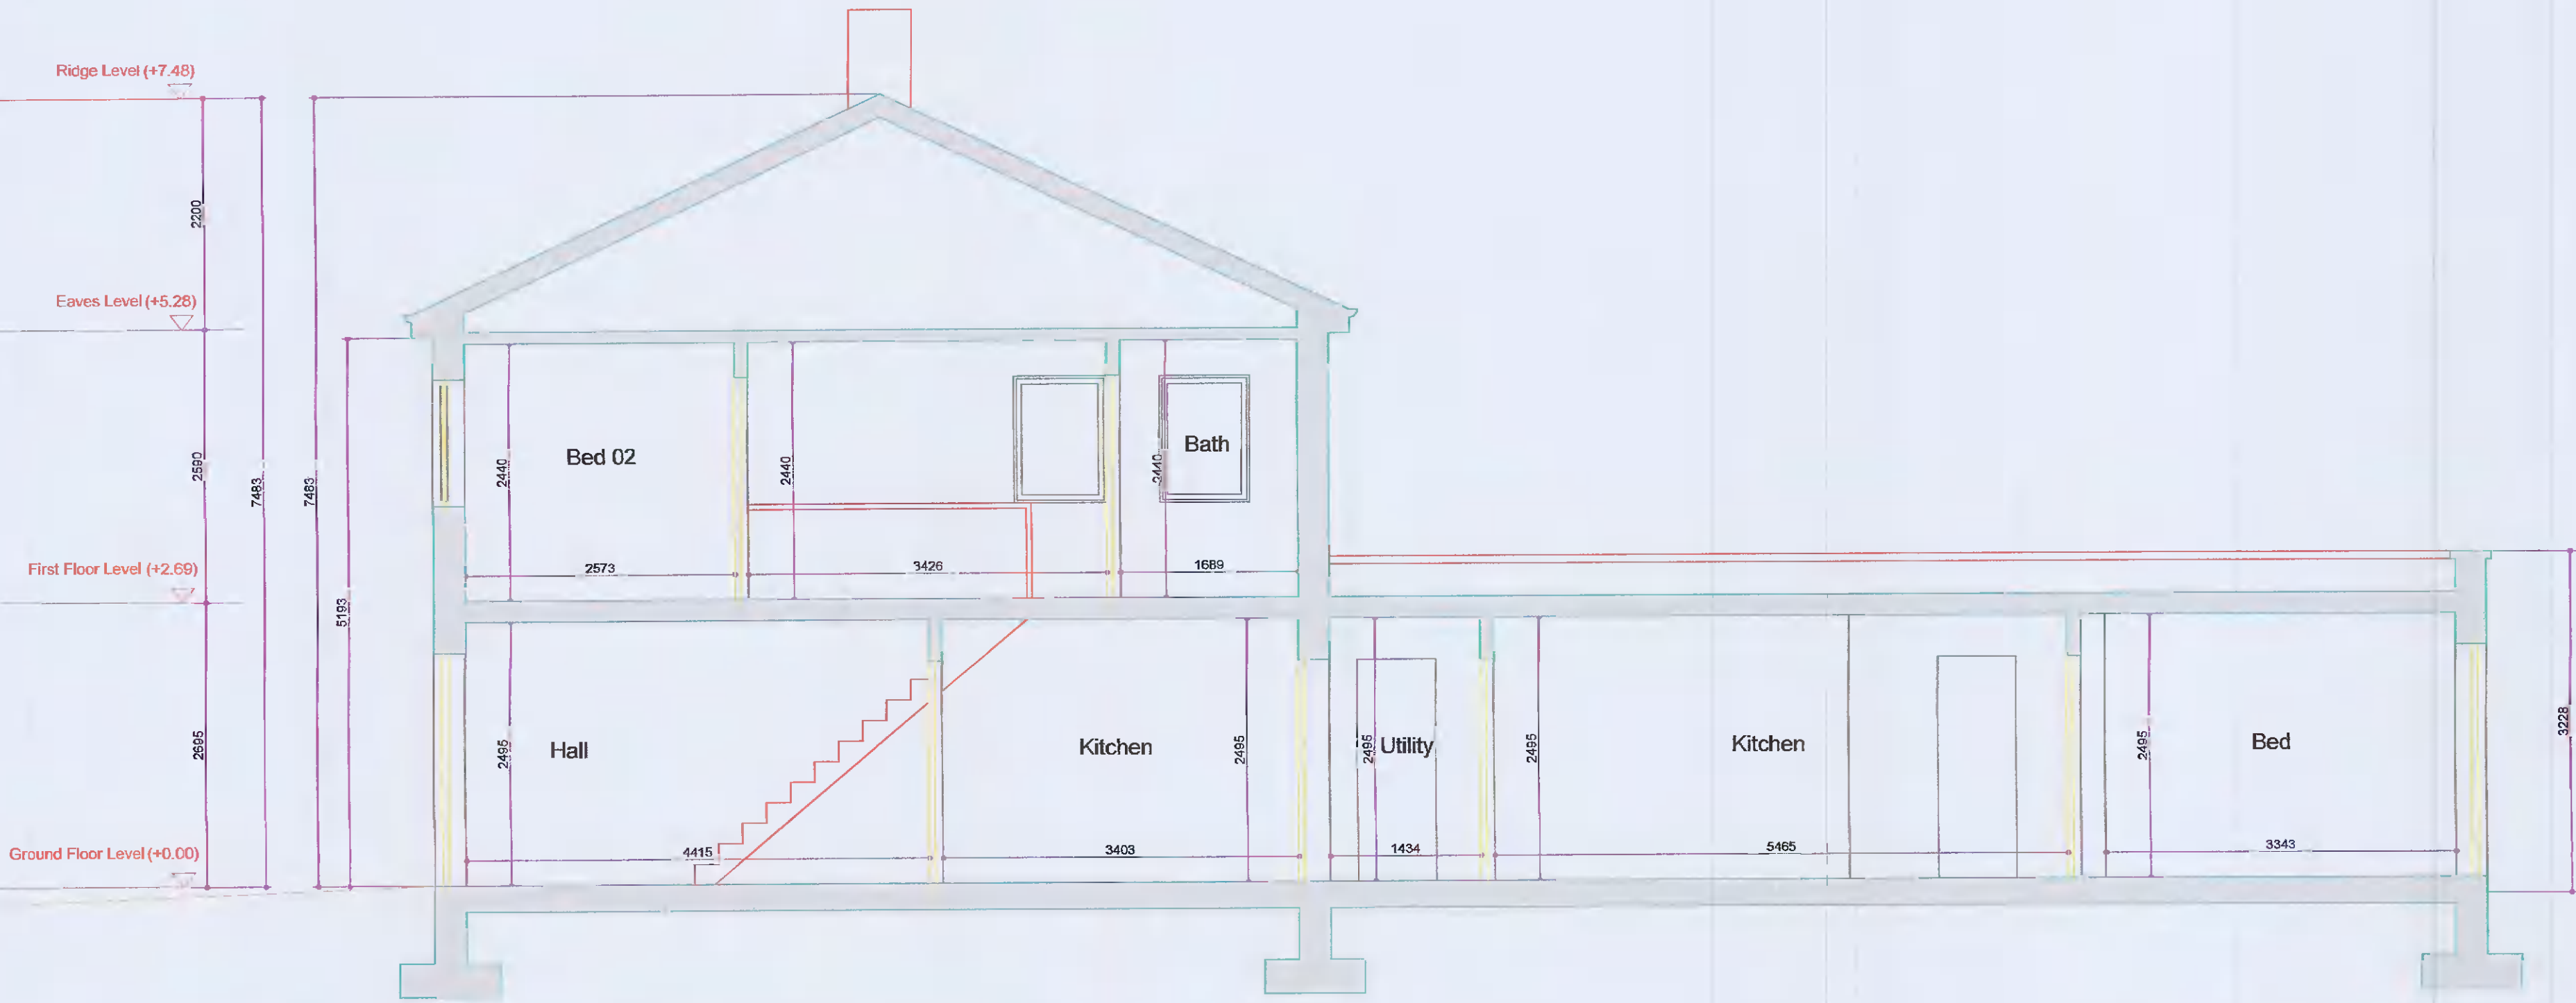 Ridge Level (+7.48)
2200
Eaves Level (+5.28)
2590
7483
7483
First Floor Level (+2.69)
5193
2695
Ground Floor Level (+0.00)
2440
Bed 02
2440
2440
Bath
2573
3426
1689
2495
Hall
Kitchen
2495
2495
Utility
2495
Kitchen
2495
Bed
3228
4415
3403
1434
5465
3343